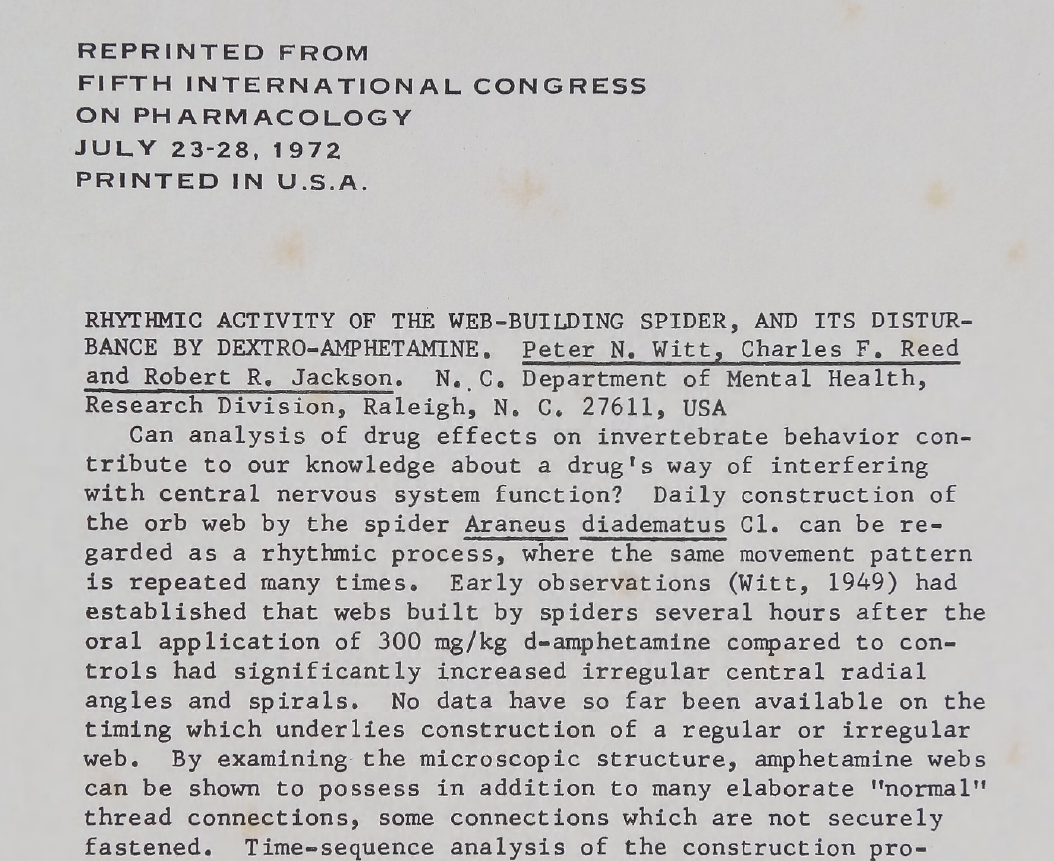 REPRINTED FROM
FIFTH INTERNATIONAL CONGRESS
ON PHARMACOLOGY
JULY 23-28, 1972
PRINTED IN U.S.A.
RHYTHMIC ACTIVITY OF THE WEB-BUILDING SPIDER, AND ITS DISTUR-
BANCE BY DEXTRO-AMPHETAMINE. Peter N. Witt, Charles F. Reed
and Robert R. Jackson. N. C. Department of Mental Health,
Research Division, Raleigh, N. C. 27611, USA
Can analysis of drug effects on invertebrate behavior con-
tribute to our knowledge about a drug's way of interfering
with central nervous system function? Daily construction of
the orb web by the spider Araneus diadematus Cl. can be re-
garded as a rhythmic process, where the same movement pattern
is repeated many times. Early observations (Witt, 1949) had
established that webs built by spiders several hours after the
oral application of 300 mg/kg d-amphetamine compared to con-
trols had significantly increased irregular central radial
angles and spirals. No data have so far been available on the
timing which underlies construction of a regular or irregular
web. By examining the microscopic structure, amphetamine webs
can be shown to possess in addition to many elaborate "normal"
thread connections, some connections which are not securely
fastened. Time-sequence analysis of the construction pro-